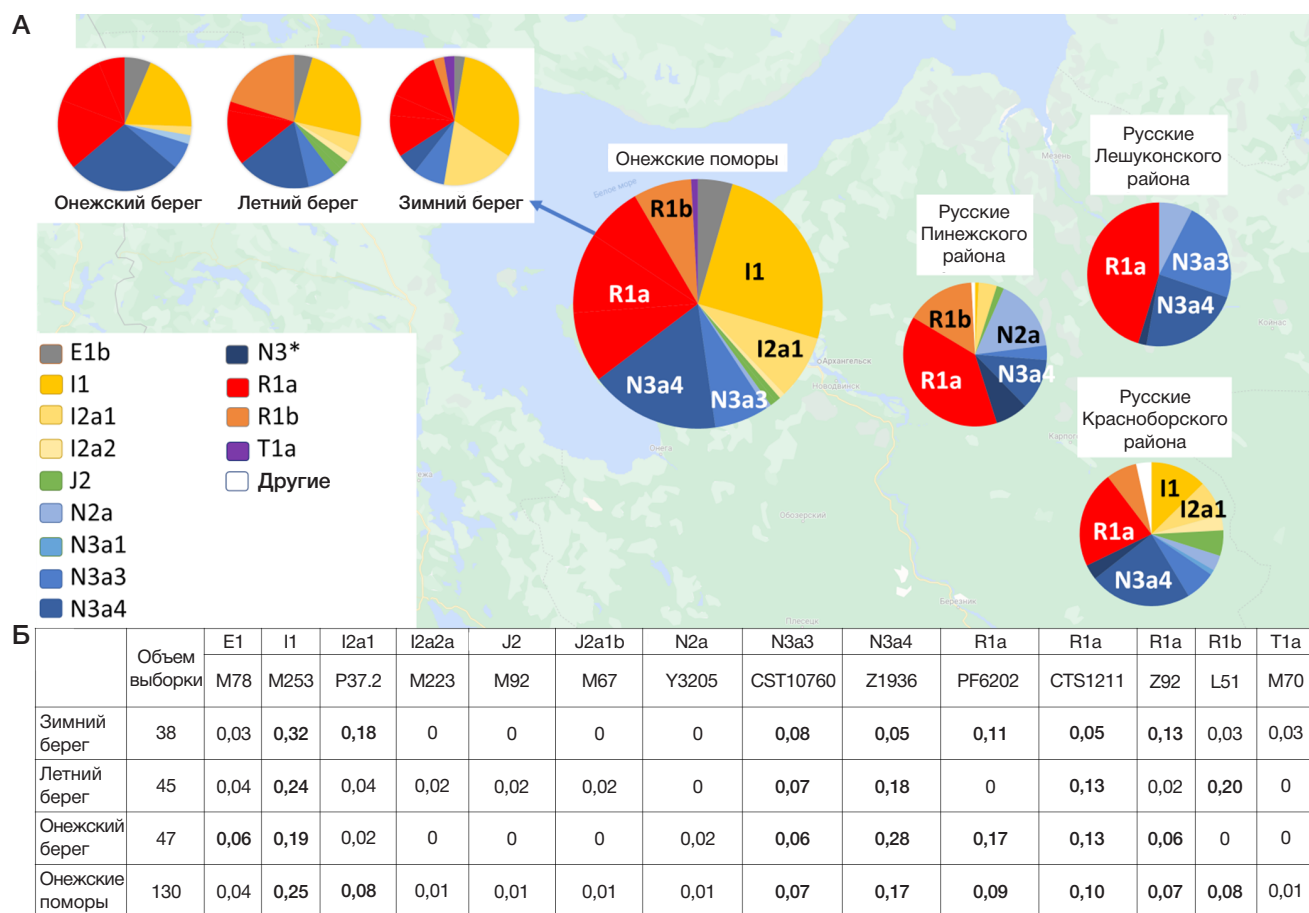 А
Онежский берег
Летний берег
Зимний берег
Онежские поморы
Русские
Пинежского
района
Русские
Лешуконского
района
Русские
Красноборского
района
Белое море
Мезень
Койнас
Архангельск
Новодвинск
Онега
Обозерский
Березник
Плесецк
R1b
I1
R1a
I2a1
N3a4
N3a3
R1b
N2a
R1a
N3a4
R1a
N3a3
N3a4
I1
I2a1
R1a
N3a4
E1b
I1
I2a1
I2a2
J2
N2a
N3a1
N3a3
N3a4
N3*
R1a
R1b
T1a
Другие
Б
Объем выборки E1 I1 I2a1 I2a2a J2 J2a1b N2a N3a3 N3a4 R1a R1a R1a R1b T1a
M78 M253 P37.2 M223 M92 M67 Y3205 CST10760 Z1936 PF6202 CTS1211 Z92 L51 M70
Зимний берег 38 0,03 0,32 0,18 0 0 0 0 0,08 0,05 0,11 0,05 0,13 0,03 0,03
Летний берег 45 0,04 0,24 0,04 0,02 0,02 0,02 0 0,07 0,18 0 0,13 0,02 0,20 0
Онежский берег 47 0,06 0,19 0,02 0 0 0 0,02 0,06 0,28 0,17 0,13 0,06 0 0
Онежские поморы 130 0,04 0,25 0,08 0,01 0,01 0,01 0,01 0,07 0,17 0,09 0,10 0,07 0,08 0,01